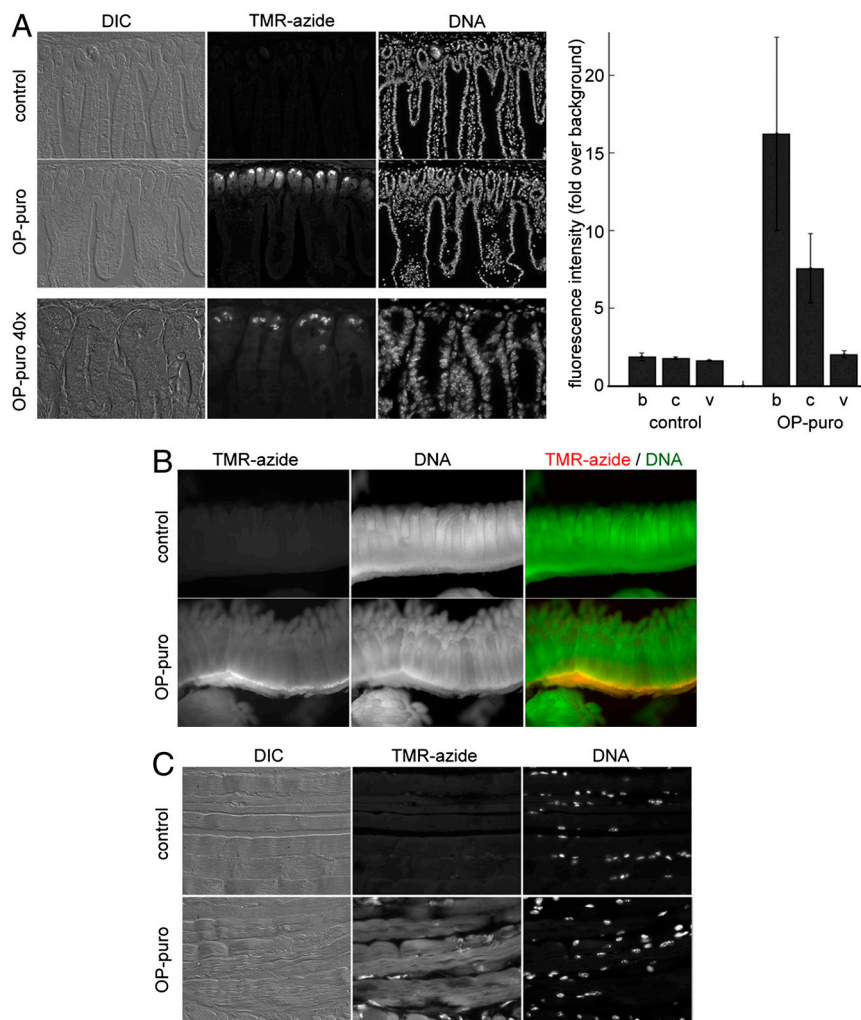 A
DIC TMR-azide DNA
control
OP-puro
OP-puro 40x
fluorescence intensity (fold over background)
20
15
10
5
0
b c v b c v
control OP-puro
B
TMR-azide DNA TMR-azide / DNA
control
OP-puro
C
DIC TMR-azide DNA
control
OP-puro